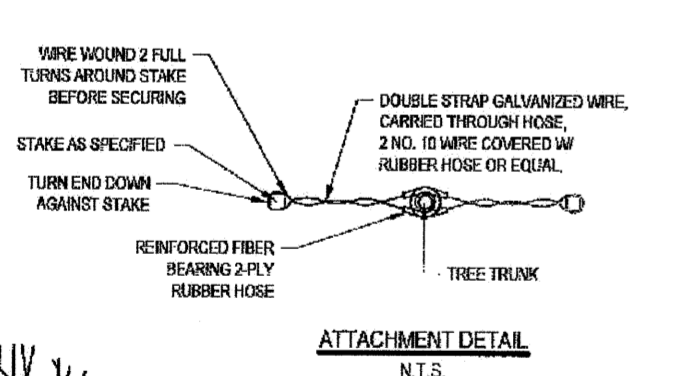 WIRE WOUND 2 FULL
TURNS AROUND STAKE
BEFORE SECURING
DOUBLE STRAP GALVANIZED WIRE,
CARRIED THROUGH HOSE,
2 NO. 10 WIRE COVERED W/
RUBBER HOSE OR EQUAL
STAKE AS SPECIFIED
TURN END DOWN
AGAINST STAKE
REINFORCED FIBER
BEARING 2-PLY
RUBBER HOSE
TREE TRUNK
ATTACHMENT DETAIL
N.T.S.